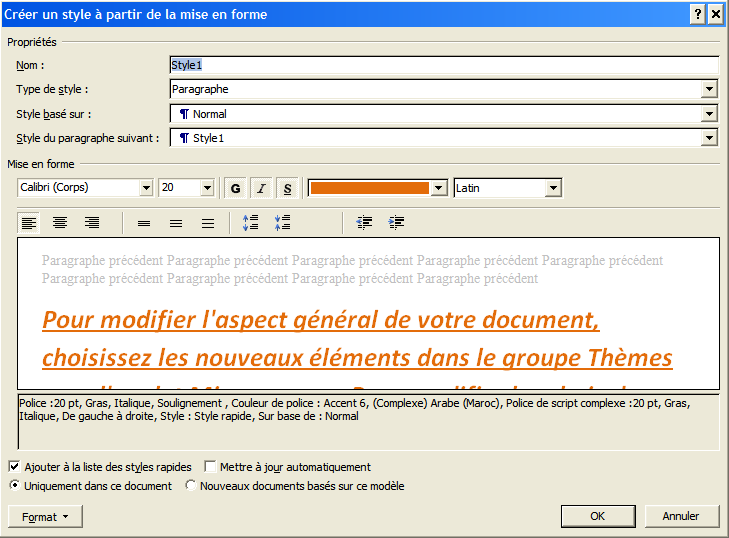 Créer un style à partir de la mise en forme
Propriétés
Nom : Style1
Type de style : Paragraphe
Style basé sur : ¶ Normal
Style du paragraphe suivant : ¶ Style1
Mise en forme
Calibri (Corps) 20 G I S Latin
Paragraphe précédent Paragraphe précédent Paragraphe précédent Paragraphe précédent Paragraphe précédent
Paragraphe précédent Paragraphe précédent Paragraphe précédent Paragraphe précédent
Pour modifier l'aspect général de votre document,
choisissez les nouveaux éléments dans le groupe Thèmes
Police :20 pt, Gras, Italique, Soulignement , Couleur de police : Accent 6, (Complexe) Arabe (Maroc), Police de script complexe :20 pt, Gras,
Italique, De gauche à droite, Style : Style rapide, Sur base de : Normal
Ajouter à la liste des styles rapides Mettre à jour automatiquement
Uniquement dans ce document Nouveaux documents basés sur ce modèle
Format OK Annuler